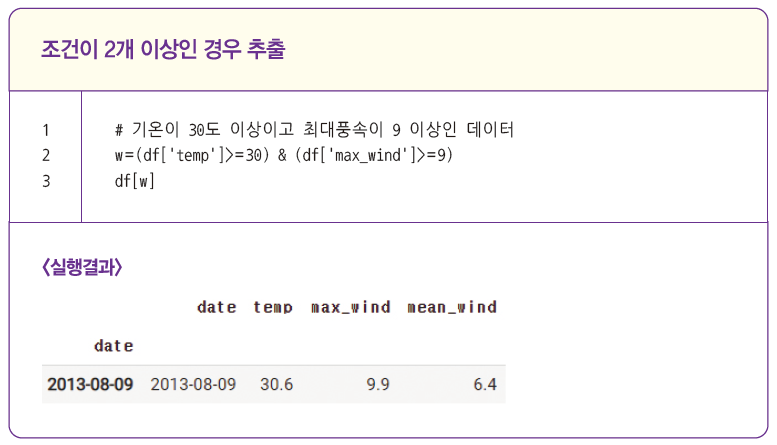 조건이 2개 이상인 경우 추출
1 # 기온이 30도 이상이고 최대풍속이 9 이상인 데이터
2 w=(df['temp']>=30) & (df['max_wind']>=9)
3 df[w]
<실행결과>
date temp max_wind mean_wind
date
2013-08-09 2013-08-09 30.6 9.9 6.4